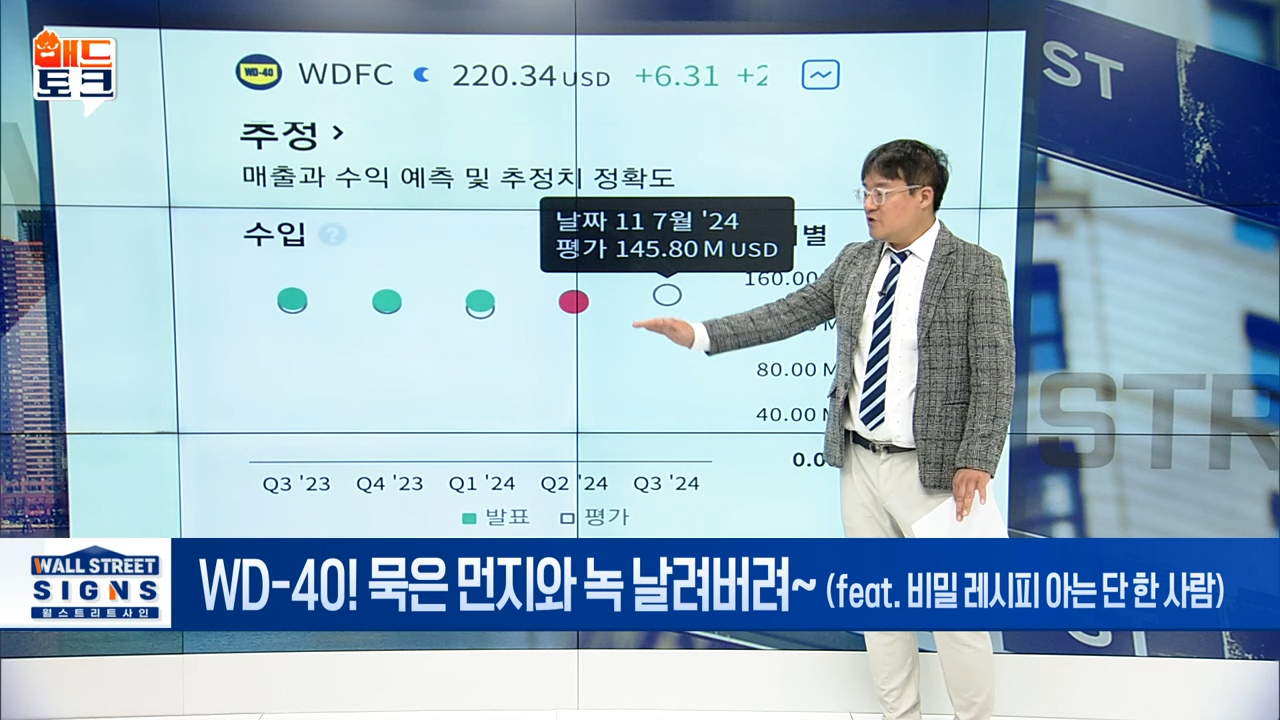 매드
토크
WD-40
WDFC 220.34 USD +6.31 +2
추정 >
매출과 수익 예측 및 추정치 정확도
수입 ?
날짜 11 7월 '24
평가 145.80 M USD
별
160.00
M
80.00 M
40.00 M
0.0
Q3 '23 Q4 '23 Q1 '24 Q2 '24 Q3 '24
발표 평가
ST
STR
WALL STREET
SIGNS
월스트리트사인
WD-40! 묵은 먼지와 녹 날려버려~ (feat. 비밀 레시피 아는 단 한 사람)